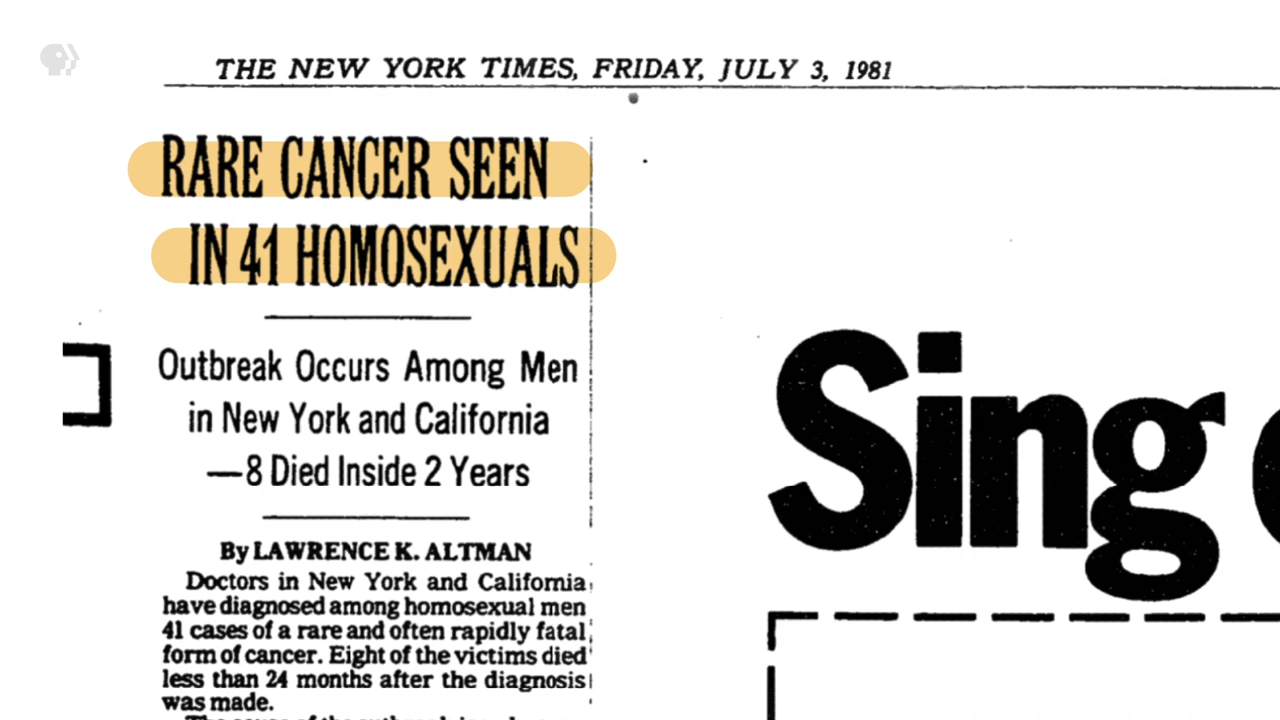 THE NEW YORK TIMES, FRIDAY, JULY 3, 1981
RARE CANCER SEEN
IN 41 HOMOSEXUALS
Outbreak Occurs Among Men
in New York and California
—8 Died Inside 2 Years
By LAWRENCE K. ALTMAN
Doctors in New York and California
have diagnosed among homosexual men
41 cases of a rare and often rapidly fatal
form of cancer. Eight of the victims died
less than 24 months after the diagnosis
was made.
Sing